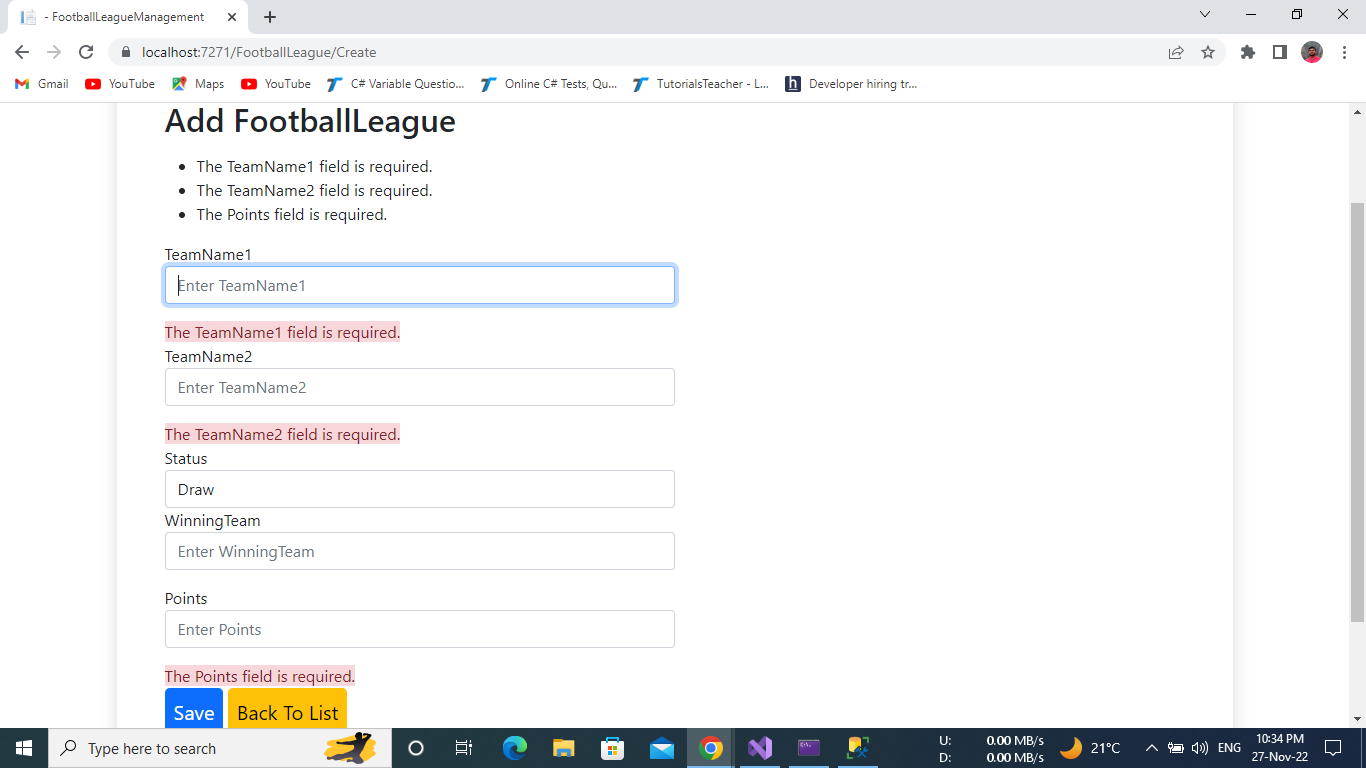 - FootballLeagueManagement
localhost:7271/FootballLeague/Create
Gmail YouTube Maps YouTube C# Variable Questio... Online C# Tests, Qu... TutorialsTeacher - L... h Developer hiring tr...
Add FootballLeague
• The TeamName1 field is required.
• The TeamName2 field is required.
• The Points field is required.
TeamName1
Enter TeamName1
The TeamName1 field is required.
TeamName2
Enter TeamName2
The TeamName2 field is required.
Status
Draw
WinningTeam
Enter WinningTeam
Points
Enter Points
The Points field is required.
Save Back To List
Type here to search
U: 0.00 MB/s
D: 0.00 MB/s
21°C
ENG
10:34 PM
27-Nov-22